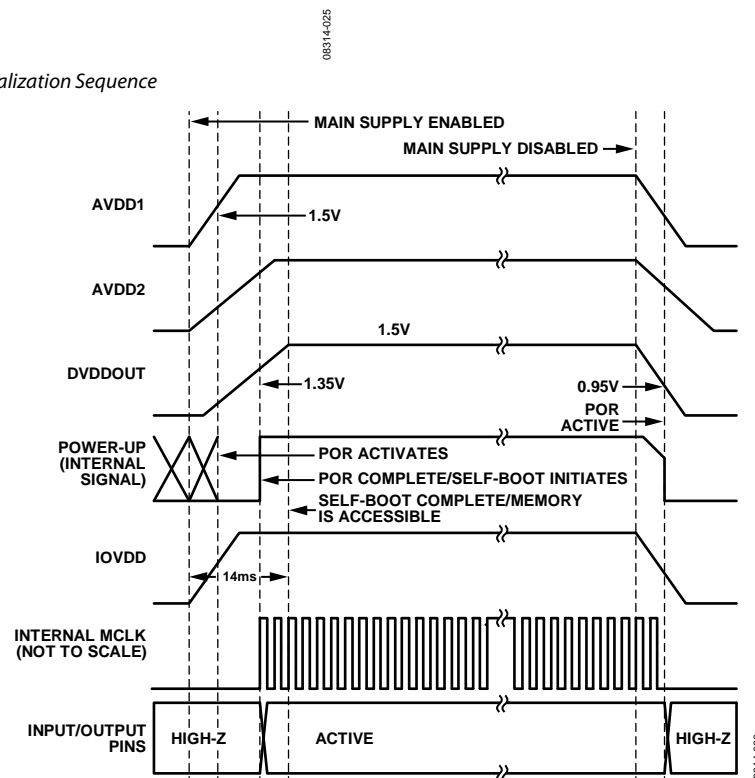 08314-025
alization Sequence
MAIN SUPPLY ENABLED
MAIN SUPPLY DISABLED
AVDD1
1.5V
AVDD2
1.5V
DVDDOUT
1.35V
0.95V
POR
ACTIVE
POWER-UP
(INTERNAL
SIGNAL)
POR ACTIVATES
POR COMPLETE/SELF-BOOT INITIATES
SELF-BOOT COMPLETE/MEMORY
IS ACCESSIBLE
IOVDD
14ms
INTERNAL MCLK
(NOT TO SCALE)
INPUT/OUTPUT
PINS
HIGH-Z
ACTIVE
HIGH-Z